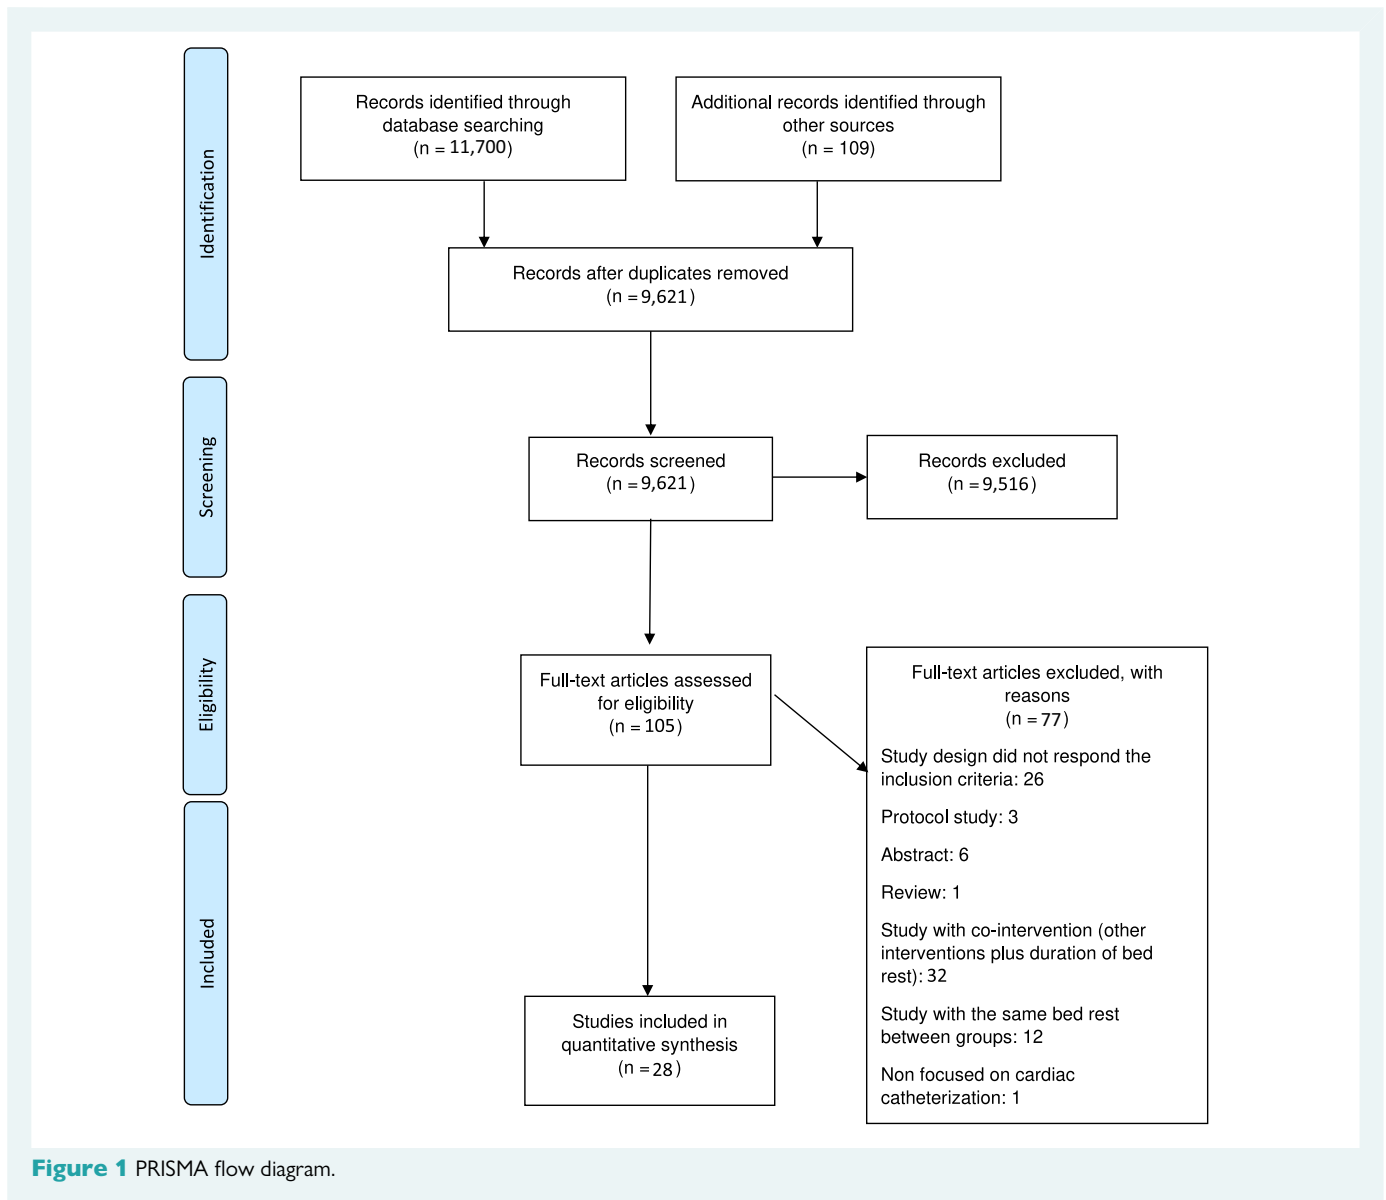 Identification
Records identified through
database searching
(n = 11,700)
Additional records identified through
other sources
(n = 109)
Records after duplicates removed
(n = 9,621)
Screening
Records screened
(n = 9,621)
Records excluded
(n = 9,516)
Eligibility
Full-text articles assessed
for eligibility
(n = 105)
Full-text articles excluded, with
reasons
(n = 77)
Study design did not respond the
inclusion criteria: 26
Protocol study: 3
Abstract: 6
Review: 1
Study with co-intervention (other
interventions plus duration of bed
rest): 32
Study with the same bed rest
between groups: 12
Non focused on cardiac
catheterization: 1
Included
Studies included in
quantitative synthesis
(n = 28)
Figure 1 PRISMA flow diagram.